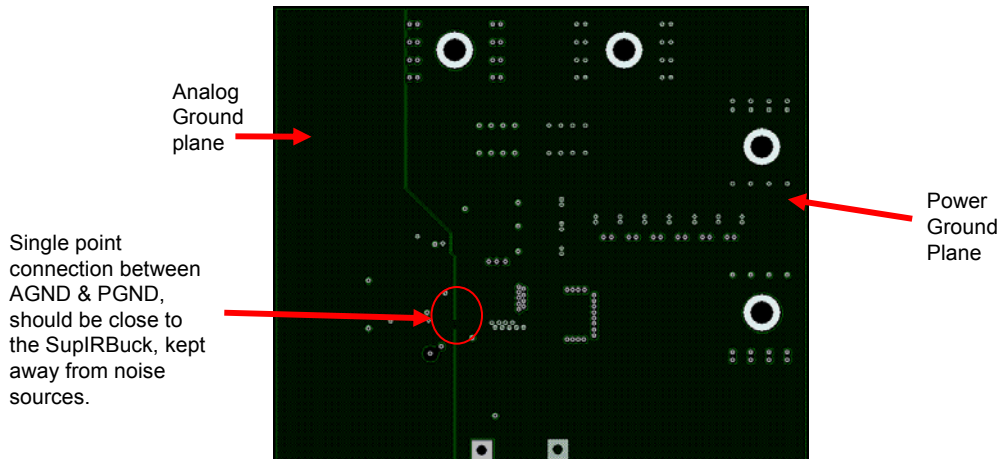 Analog
Ground
plane
Single point
connection between
AGND & PGND,
should be close to
the SupIRBuck, kept
away from noise
sources.
Power
Ground
Plane